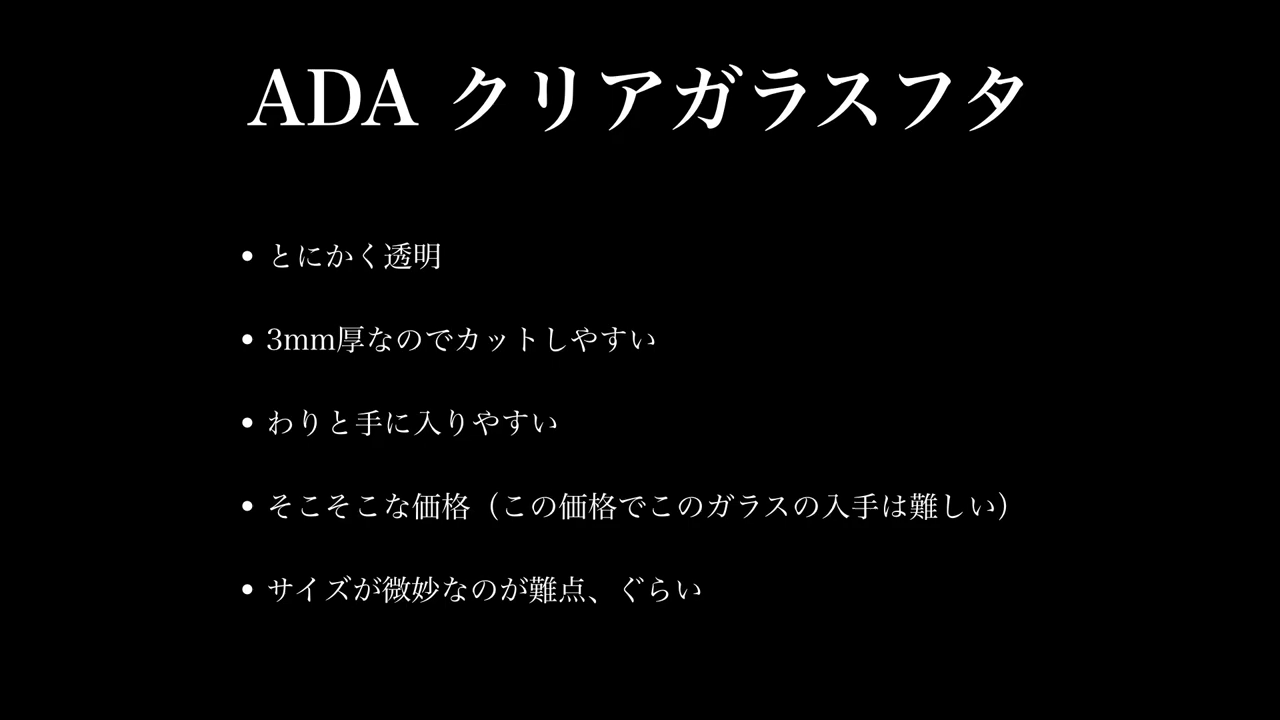 ADA クリアガラスフタ
• とにかく透明
• 3mm厚なのでカットしやすい
• わりと手に入りやすい
• そこそこな価格（この価格でこのガラスの入手は難しい）
• サイズが微妙なのが難点、ぐらい